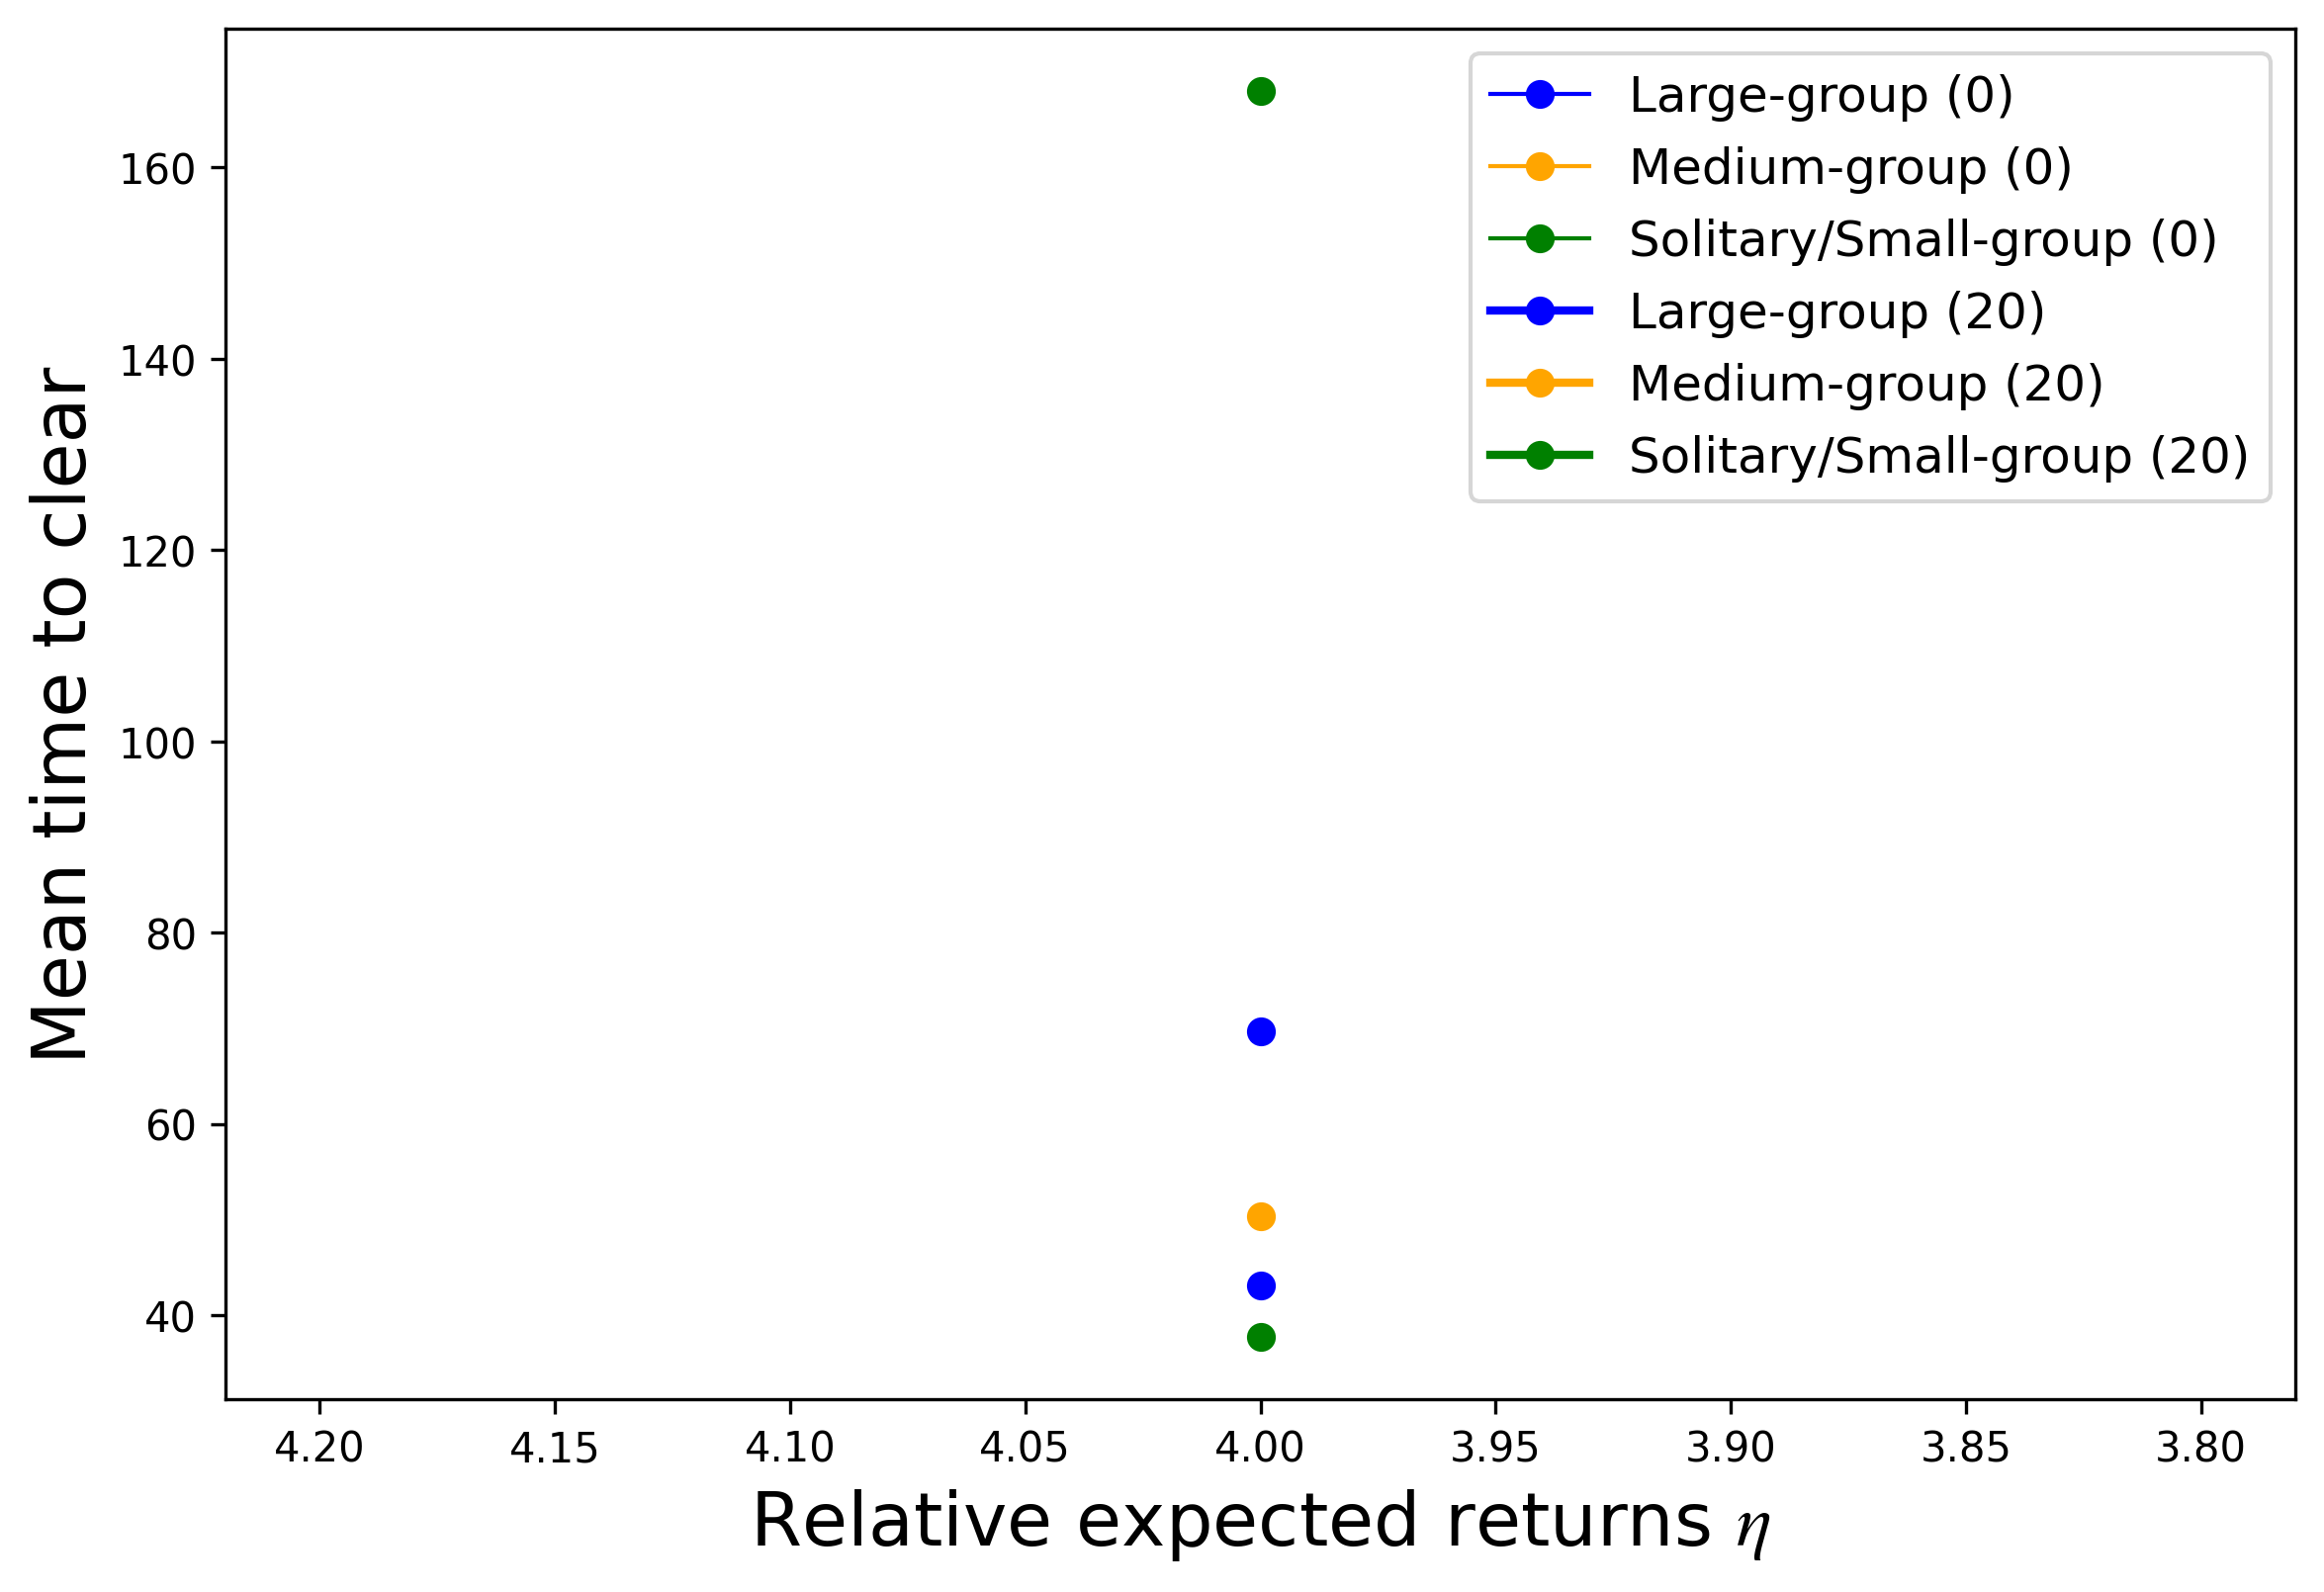 Large-group (0)
Medium-group (0)
Solitary/Small-group (0)
Large-group (20)
Medium-group (20)
Solitary/Small-group (20)
160
140
120
100
80
60
40
Mean time to clear
4.20 4.15 4.10 4.05 4.00 3.95 3.90 3.85 3.80
Relative expected returns η